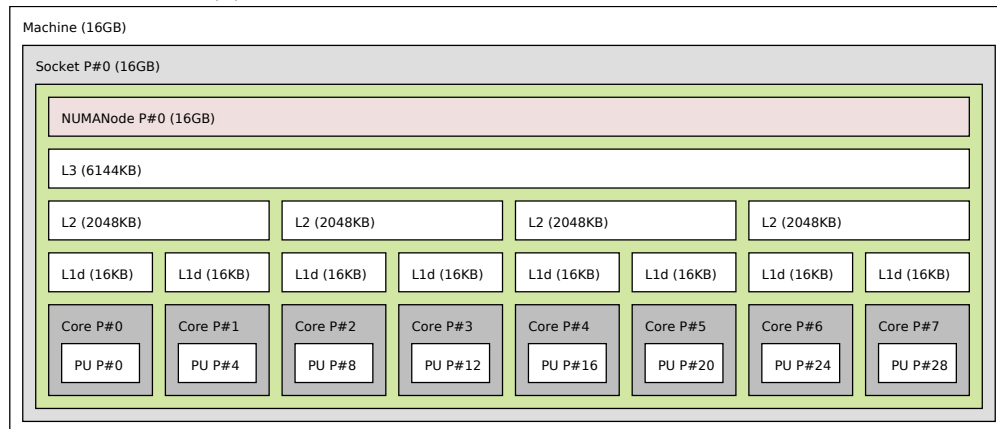 Machine (16GB)
Socket P#0 (16GB)
NUMANode P#0 (16GB)
L3 (6144KB)
L2 (2048KB) L2 (2048KB) L2 (2048KB) L2 (2048KB)
L1d (16KB) L1d (16KB) L1d (16KB) L1d (16KB) L1d (16KB) L1d (16KB) L1d (16KB) L1d (16KB)
Core P#0 Core P#1 Core P#2 Core P#3 Core P#4 Core P#5 Core P#6 Core P#7
PU P#0 PU P#4 PU P#8 PU P#12 PU P#16 PU P#20 PU P#24 PU P#28